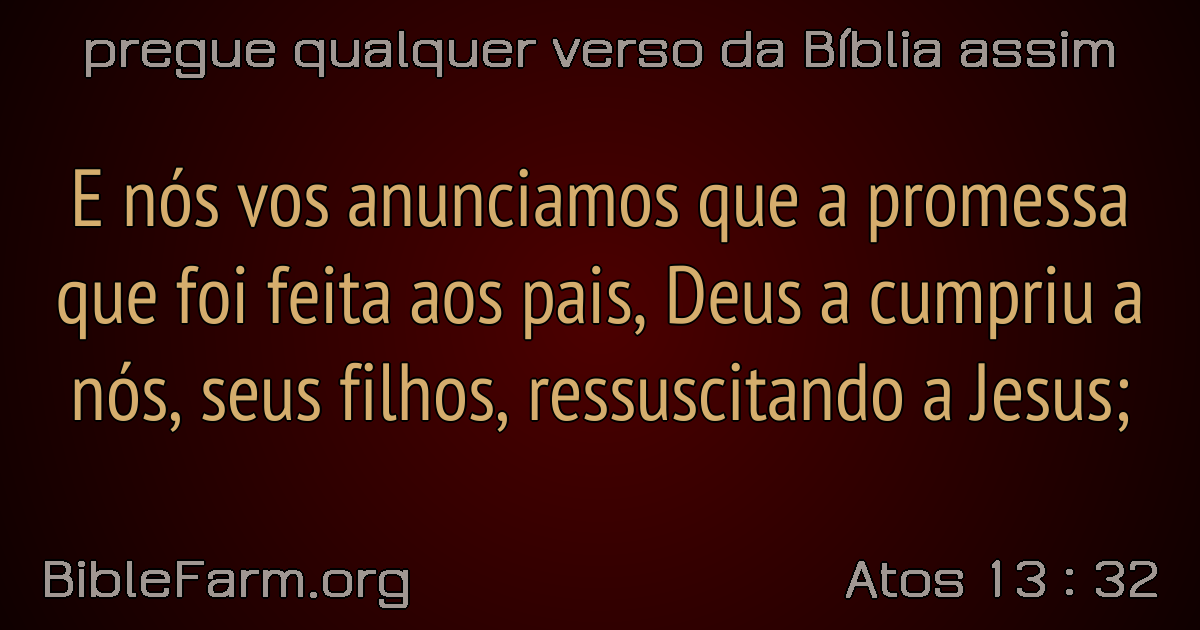 pregue qualquer verso da Bíblia assim
E nós vos anunciamos que a promessa
que foi feita aos pais, Deus a cumpriu a
nós, seus filhos, ressuscitando a Jesus;
BibleFarm.org
Atos 13 : 32